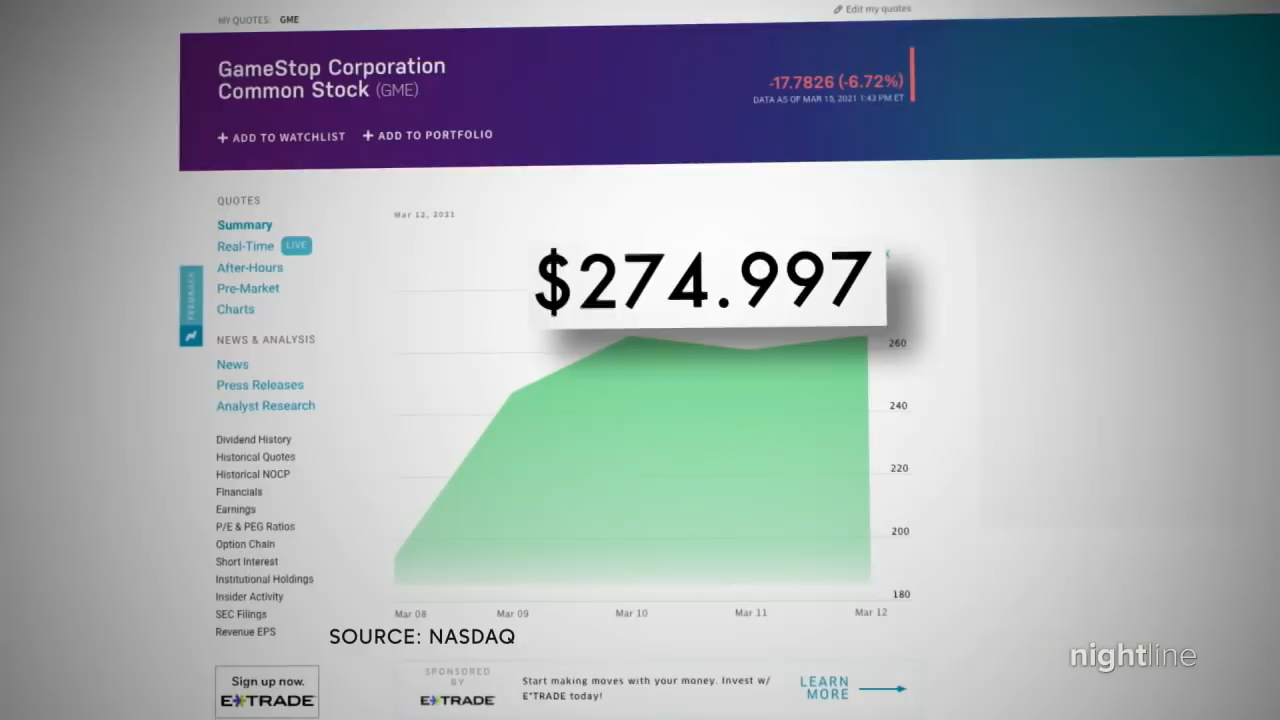 MY QUOTES: GME
Edit my quotes
GameStop Corporation
Common Stock (GME)
-17.7826 (-6.72%)
DATA AS OF MAR 15, 2021 1:43 PM ET
+ ADD TO WATCHLIST + ADD TO PORTFOLIO
QUOTES
Summary
Real-Time LIVE
After-Hours
Pre-Market
Charts
FEEDBACK
NEWS & ANALYSIS
News
Press Releases
Analyst Research
Dividend History
Historical Quotes
Historical NOCP
Financials
Earnings
P/E & PEG Ratios
Option Chain
Short Interest
Institutional Holdings
Insider Activity
SEC Filings
Revenue EPS
Mar 12, 2021
$274.997
260
240
220
200
180
Mar 08 Mar 09 Mar 10 Mar 11 Mar 12
SOURCE: NASDAQ
nightline
Sign up now.
E*TRADE
SPONSORED
BY
E*TRADE
Start making moves with your money. Invest w/
E*TRADE today!
LEARN
MORE